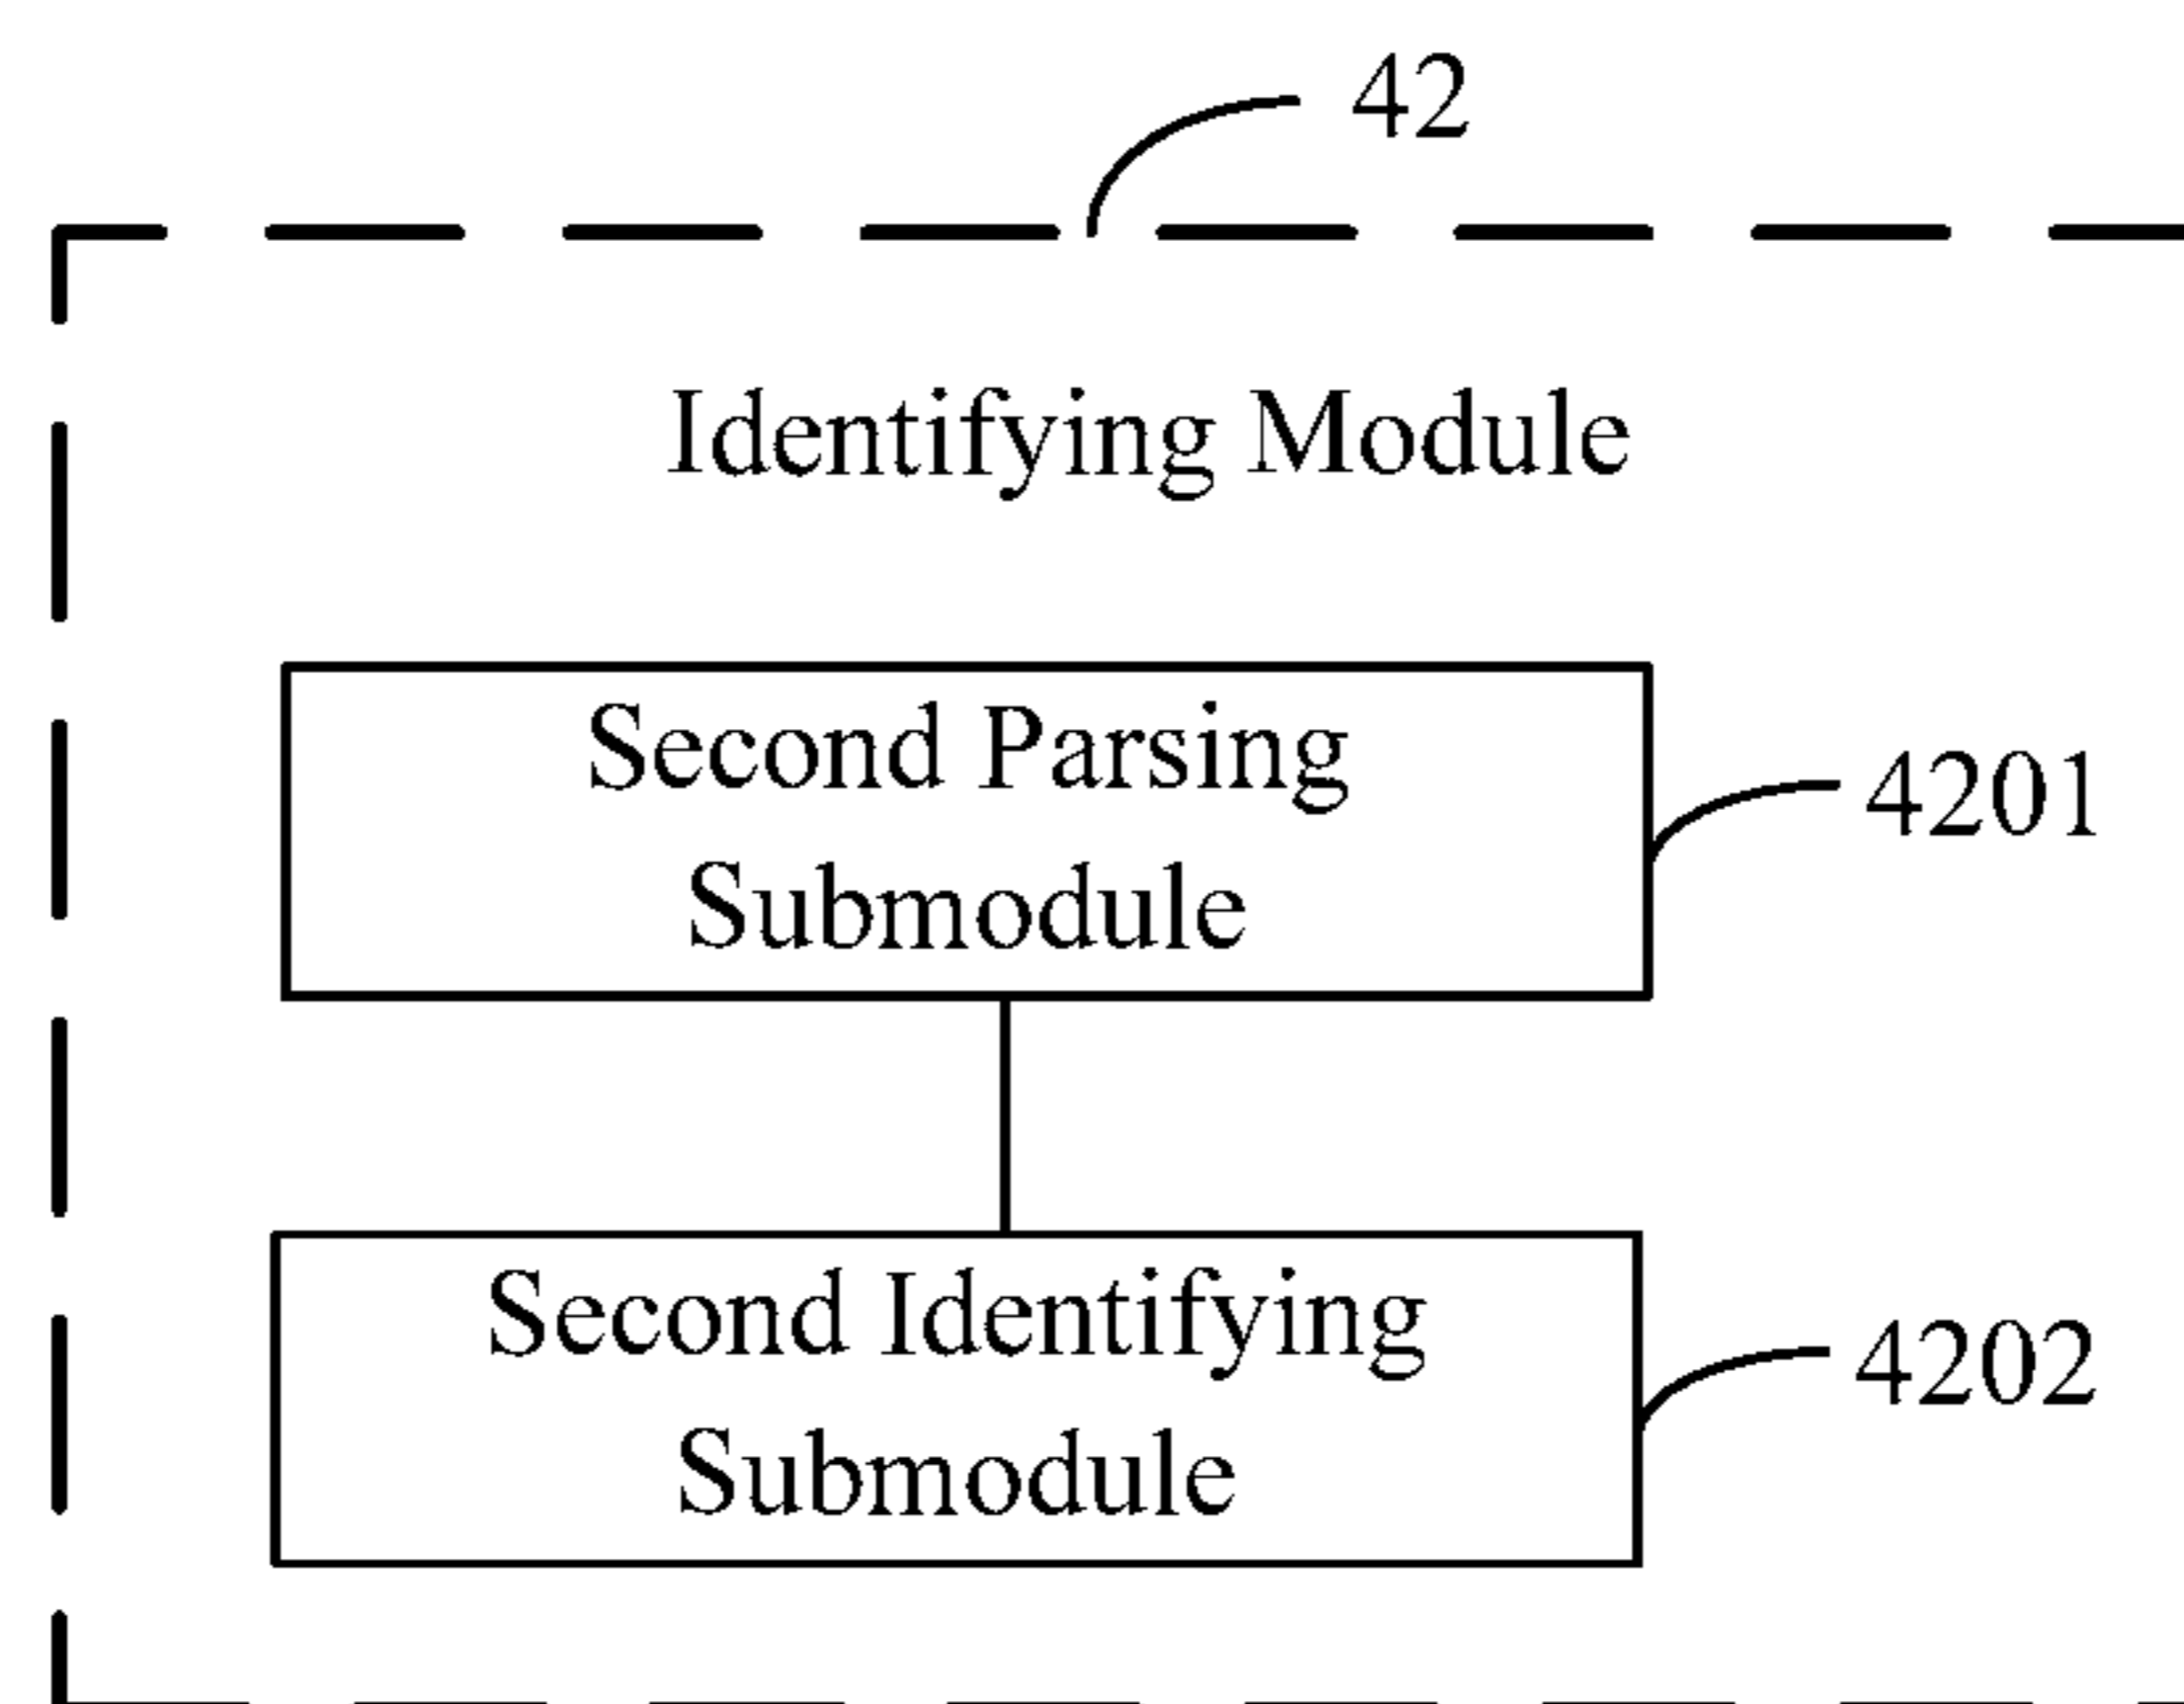 42
Identifying Module
Second Parsing
Submodule
4201
Second Identifying
Submodule
4202